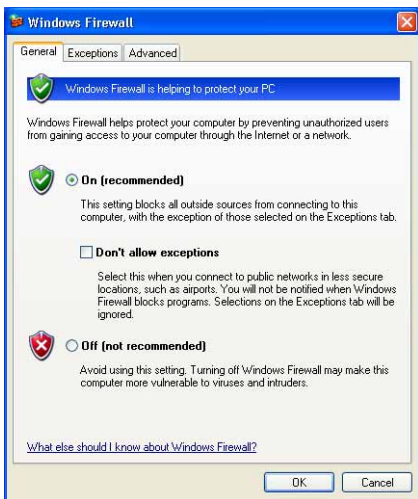 Windows Firewall
General Exceptions Advanced
Windows Firewall is helping to protect your PC
Windows Firewall helps protect your computer by preventing unauthorized users
from gaining access to your computer through the Internet or a network.
On (recommended)
This setting blocks all outside sources from connecting to this
computer, with the exception of those selected on the Exceptions tab.
Don't allow exceptions
Select this when you connect to public networks in less secure
locations, such as airports. You will not be notified when Windows
Firewall blocks programs. Selections on the Exceptions tab will be
ignored.
Off (not recommended)
Avoid using this setting. Turning off Windows Firewall may make this
computer more vulnerable to viruses and intruders.
What else should I know about Windows Firewall?
OK Cancel